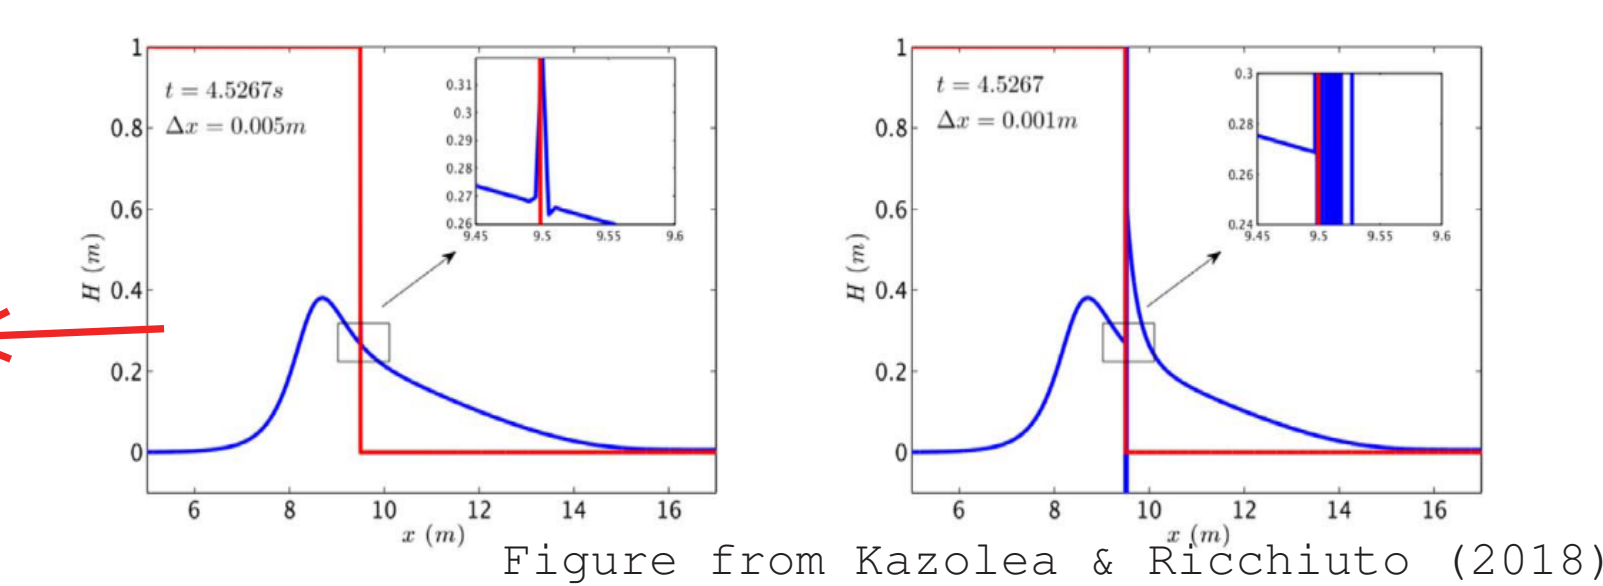 t = 4.5267s
Δx = 0.005m
1
0.8
0.6
0.4
0.2
0
H (m)
6 8 10 12 14 16
x (m)
0.31
0.3
0.29
0.28
0.27
0.26
9.45 9.5 9.55 9.6
t = 4.5267
Δx = 0.001m
1
0.8
0.6
0.4
0.2
0
H (m)
6 8 10 12 14 16
x (m)
0.3
0.28
0.26
0.24
9.45 9.5 9.55 9.6
Figure from Kazolea & Ricchiuto (2018)